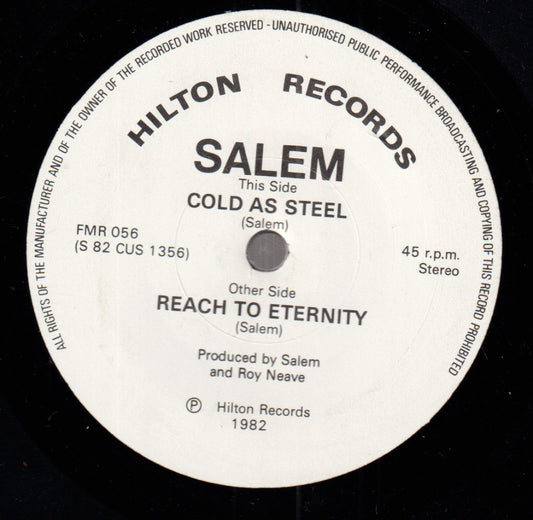 ALL RIGHTS OF THE MANUFACTURER AND OF THE OWNER OF THE RECORDED WORK RESERVED - UNAUTHORISED PUBLIC PERFORMANCE BROADCASTING AND COPYING OF THIS RECORD PROHIBITED
HILTON RECORDS
SALEM
This Side
COLD AS STEEL
(Salem)
FMR 056
(S 82 CUS 1356)
45 r.p.m.
Stereo
Other Side
REACH TO ETERNITY
(Salem)
Produced by Salem
and Roy Neave
℗ Hilton Records
1982